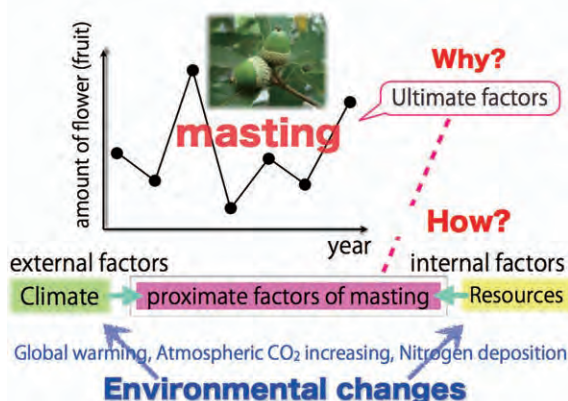 amount of flower (fruit)
Why?
Ultimate factors
masting
How?
year
external factors
internal factors
Climate
proximate factors of masting
Resources
Global warming, Atmospheric CO₂ increasing, Nitrogen deposition
Environmental changes